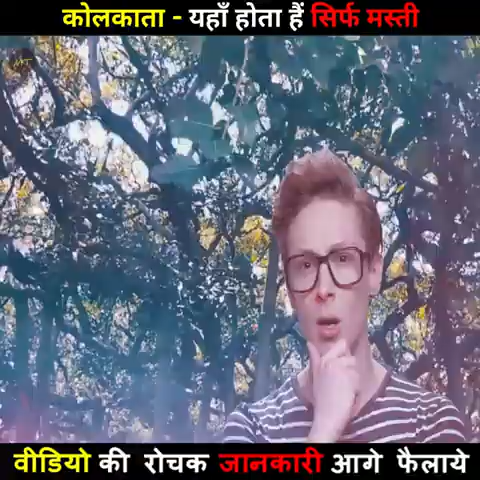 कोलकाता - यहाँ होता हैं सिर्फ मस्ती
वीडियो की रोचक जानकारी आगे फैलाये